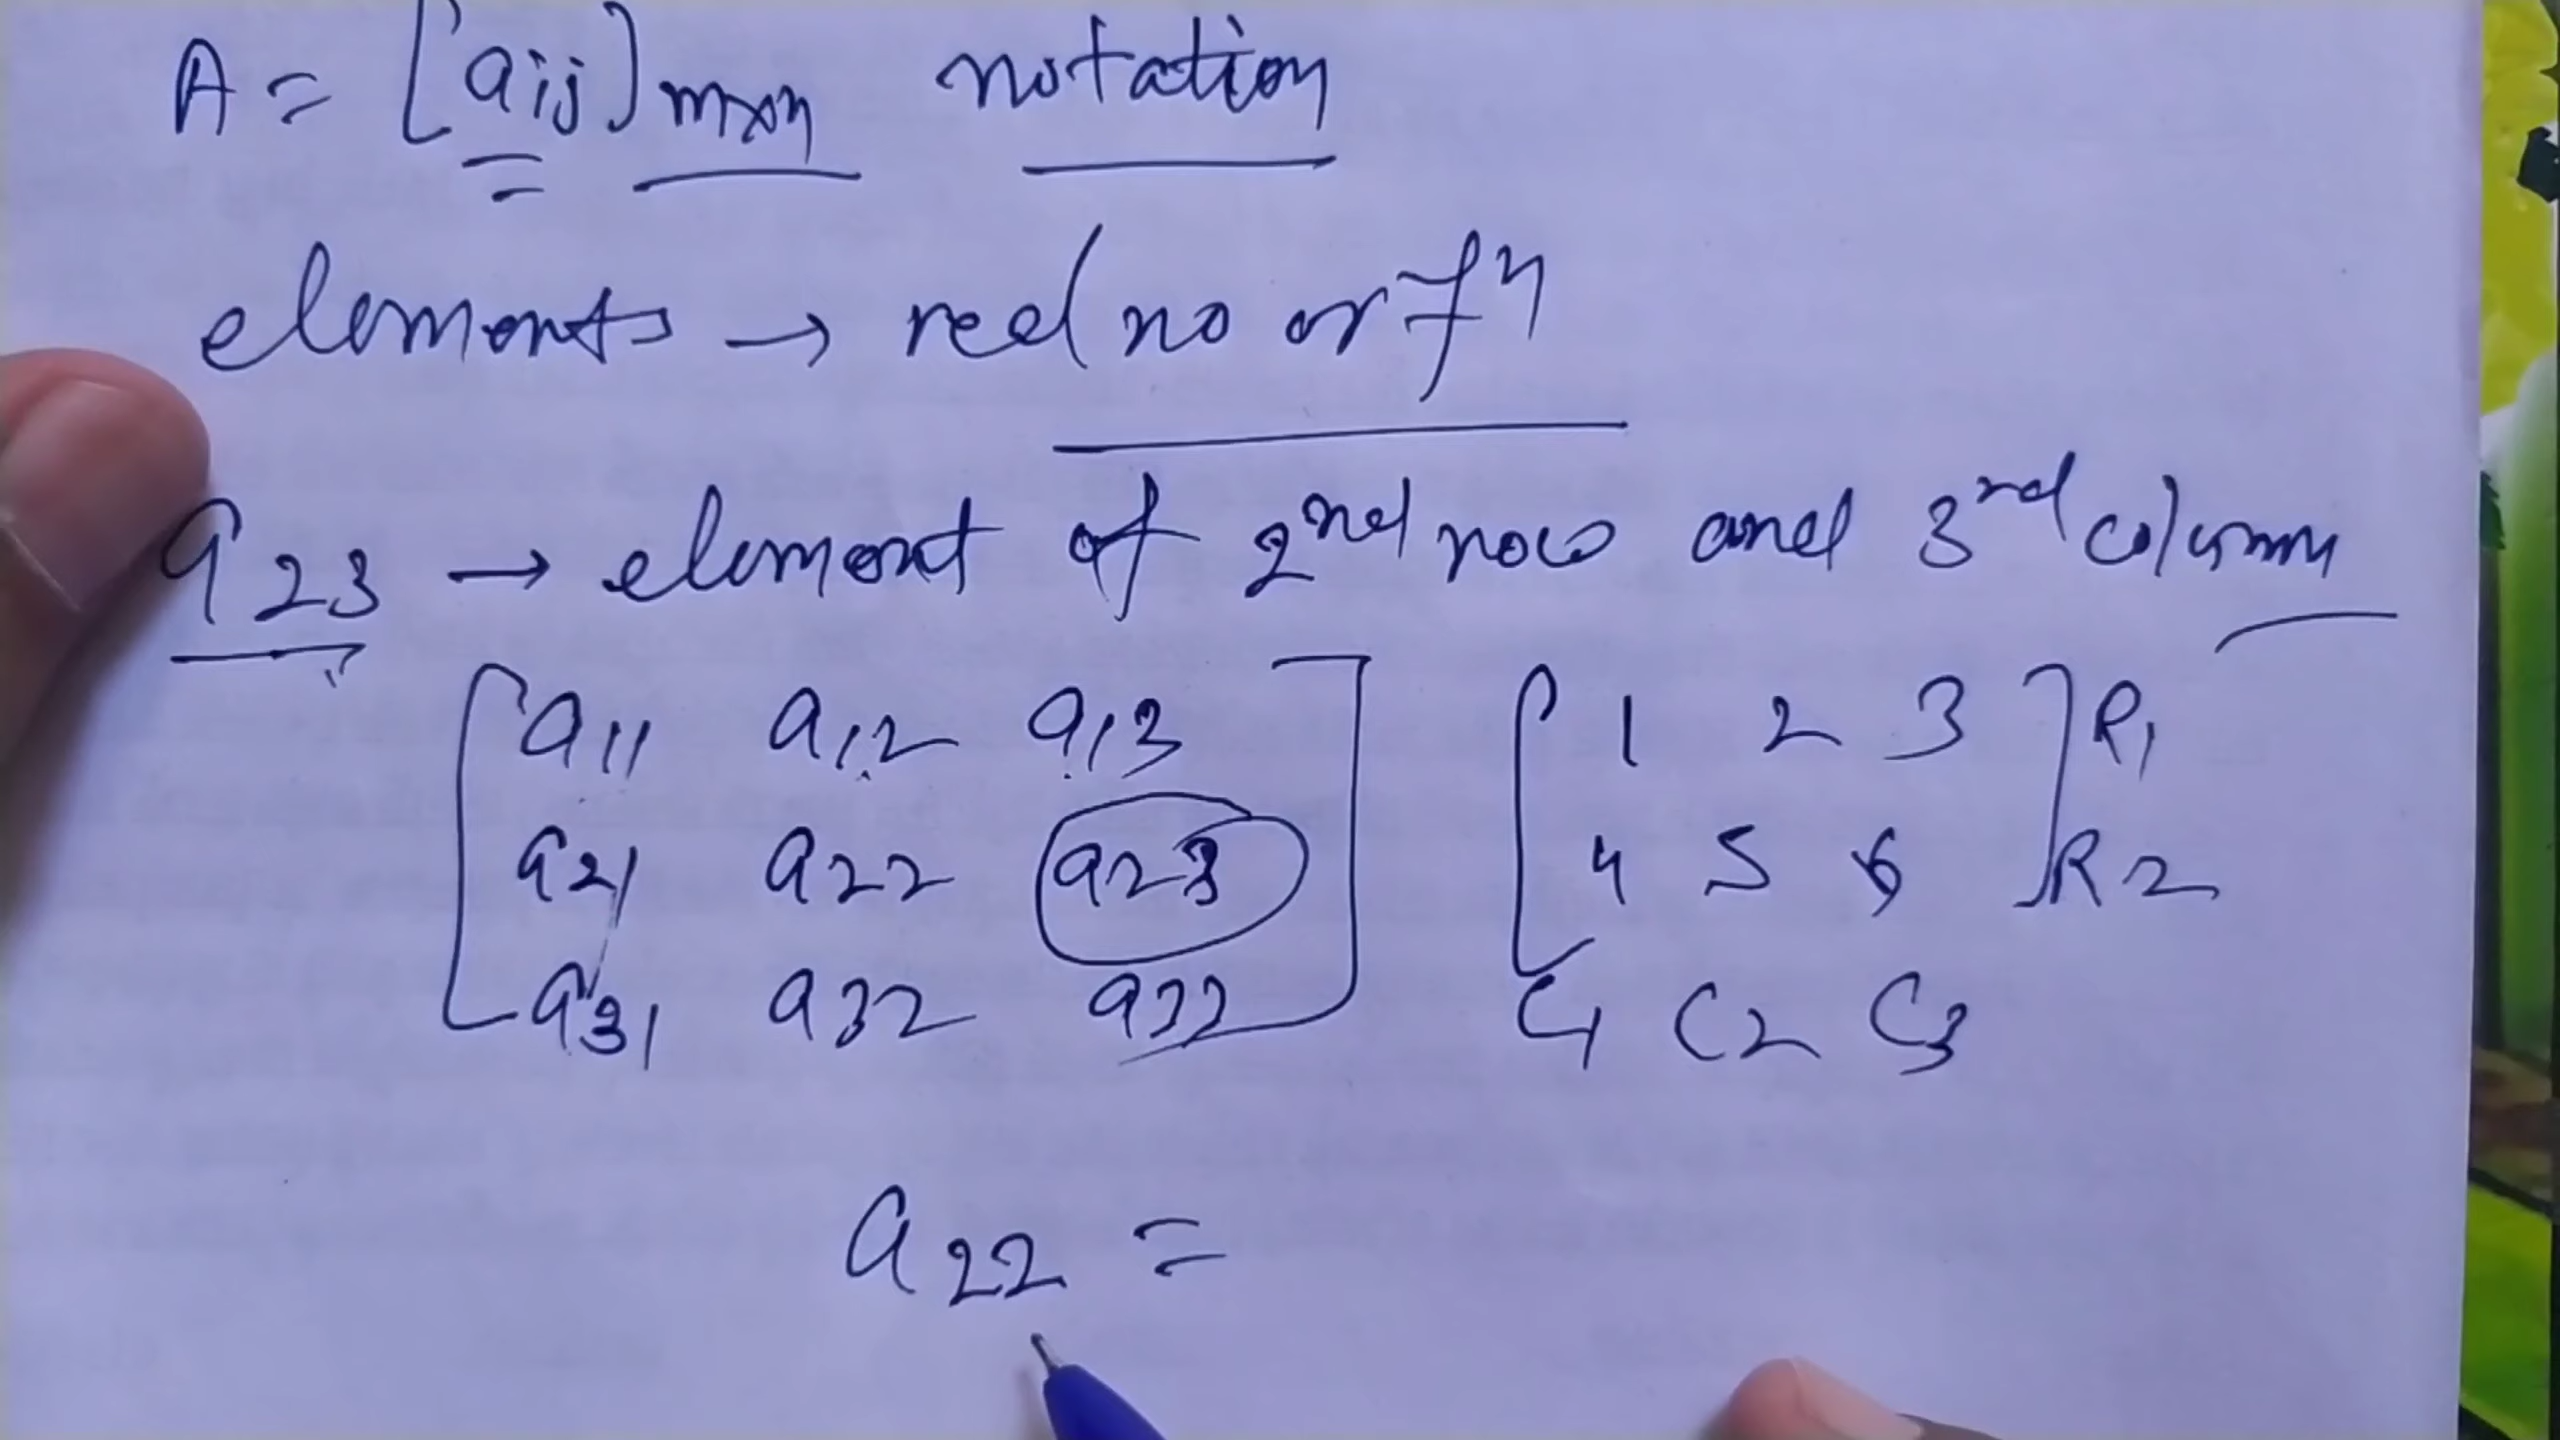 A = [aij]mxn notation
elements → real no or fn
a23 → element of 2nd row and 3rd column
a11 a12 a13
a21 a22 a23
a31 a32 a33
1 2 3 R1
4 5 6 R2
C1 C2 C3
a22 =